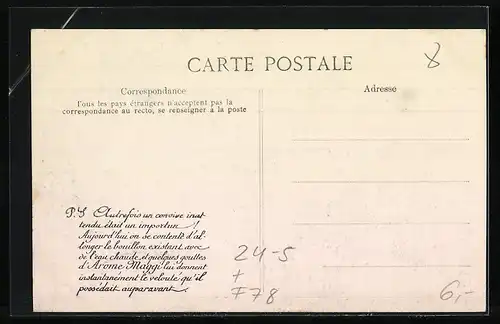 CARTE POSTALE
8
Correspondance
Tous les pays étrangers n'acceptent pas la
correspondance au recto, se renseigner à la poste
Adresse
P.S Autrefois un convive inat-
tendu était un importun !
Aujourd'hui on se contente d'al-
longer le bouillon existant avec
de l'eau chaude, et quelques gouttes
d'Arome Maggi lui donnent
instantanément le velouté qu'il
possédait auparavant.
24-5
+
F78
6,-